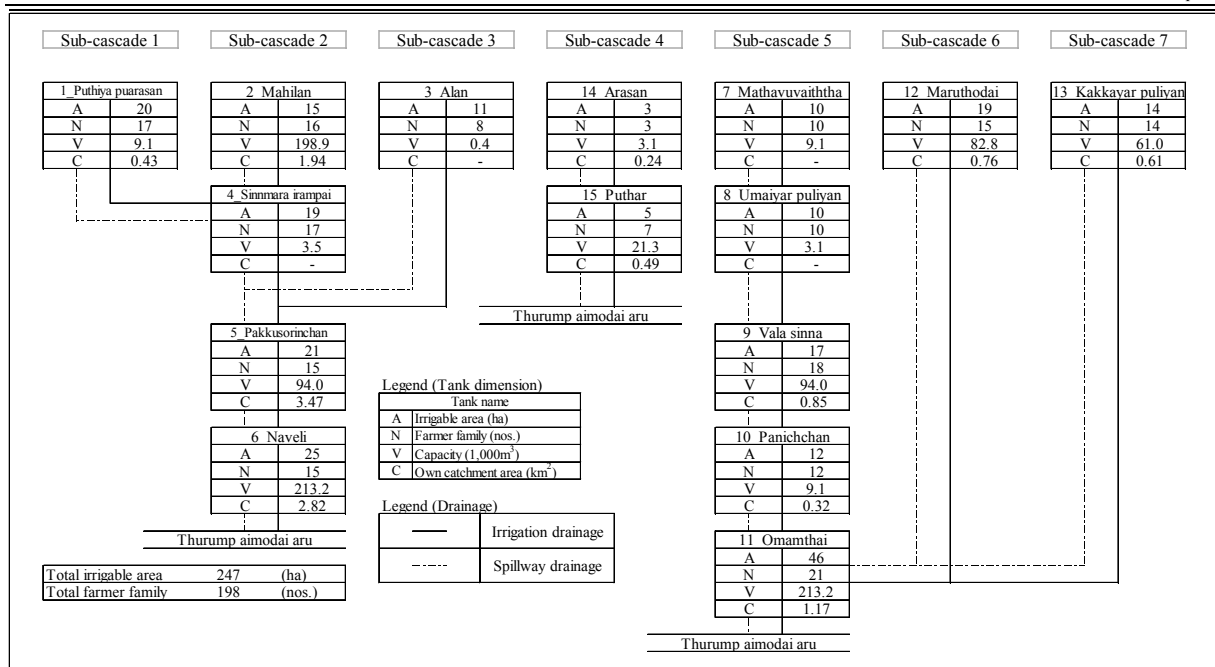 Sub-cascade 1 Sub-cascade 2 Sub-cascade 3 Sub-cascade 4 Sub-cascade 5 Sub-cascade 6 Sub-cascade 7
1_Puthiya puarasan
A 20
N 17
V 9.1
C 0.43
2 Mahilan
A 15
N 16
V 198.9
C 1.94
3 Alan
A 11
N 8
V 0.4
C -
14 Arasan
A 3
N 3
V 3.1
C 0.24
7 Mathavuvaiththa
A 10
N 10
V 9.1
C -
12 Maruthodai
A 19
N 15
V 82.8
C 0.76
13 Kakkayar puliyan
A 14
N 14
V 61.0
C 0.61
4_Sinnmara irampai
A 19
N 17
V 3.5
C -
15 Puthar
A 5
N 7
V 21.3
C 0.49
8 Umaiyar puliyan
A 10
N 10
V 3.1
C -
Thurump aimodai aru
5_Pakkusorinchan
A 21
N 15
V 94.0
C 3.47
9 Vala sinna
A 17
N 18
V 94.0
C 0.85
6 Naveli
A 25
N 15
V 213.2
C 2.82
10 Panichchan
A 12
N 12
V 9.1
C 0.32
Legend (Tank dimension)
Tank name
A Irrigable area (ha)
N Farmer family (nos.)
V Capacity (1,000m³)
C Own catchment area (km²)
Legend (Drainage)
Irrigation drainage
Spillway drainage
Thurump aimodai aru
11 Omamthai
A 46
N 21
V 213.2
C 1.17
Total irrigable area 247 (ha)
Total farmer family 198 (nos.)
Thurump aimodai aru